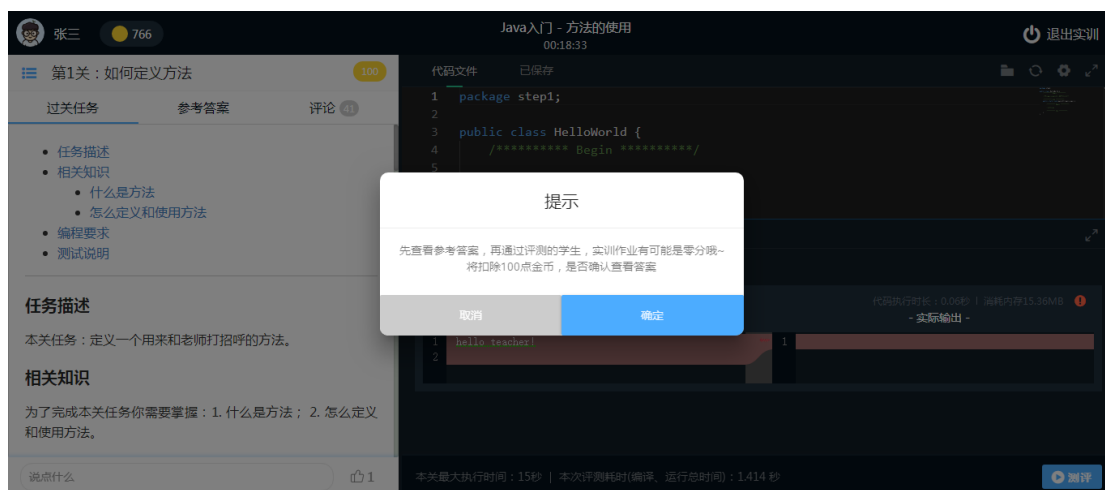 张三
766
Java入门 - 方法的使用
00:18:33
退出实训
第1关：如何定义方法
100
代码文件
已保存
过关任务
参考答案
评论 41
任务描述
相关知识
什么是方法
怎么定义和使用方法
编程要求
测试说明
任务描述
本关任务：定义一个用来和老师打招呼的方法。
相关知识
为了完成本关任务你需要掌握：1. 什么是方法； 2. 怎么定义
和使用方法。
说点什么
1
1 package step1;
2
3 public class HelloWorld {
4 /********** Begin **********/
5
提示
先查看参考答案，再通过评测的学生，实训作业有可能是零分哦~
将扣除100点金币，是否确认查看答案
取消
确定
代码执行时长：0.06秒 | 消耗内存15.36MB
- 实际输出 -
1 hello teacher!
2
1
本关最大执行时间：15秒 | 本次评测耗时(编译、运行总时间)：1.414 秒
测评